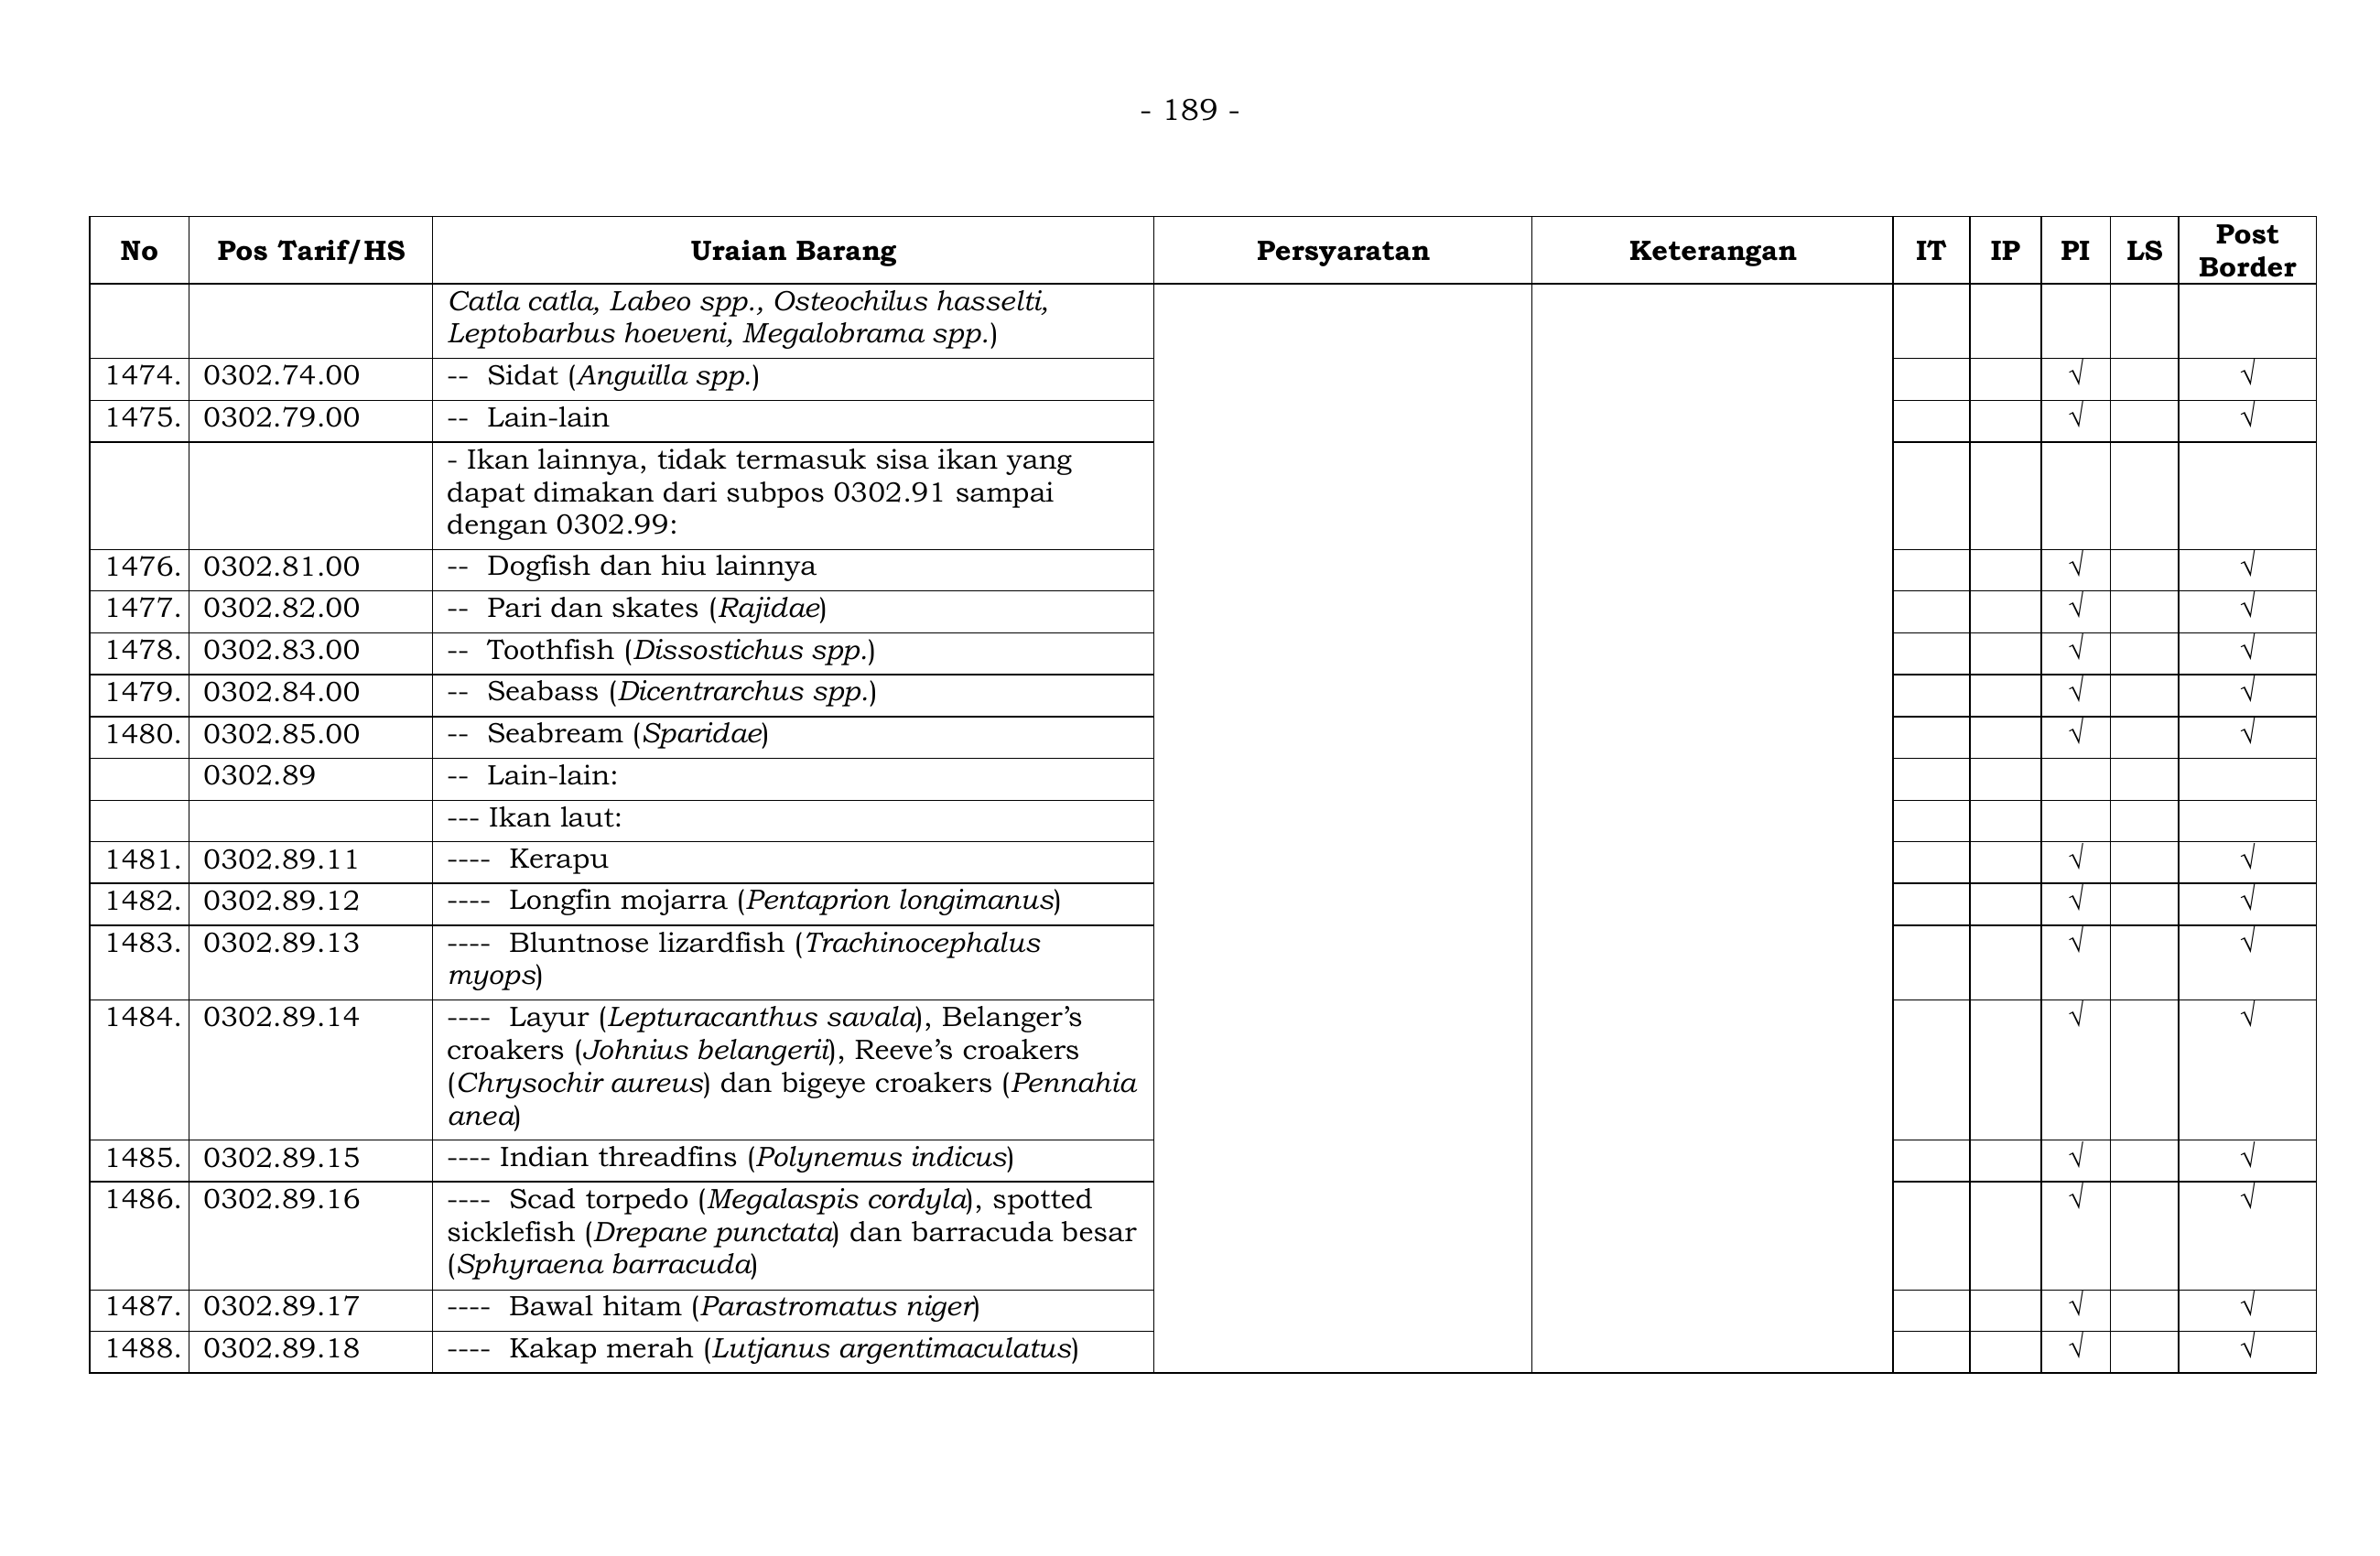 - 189 -
No Pos Tarif/HS Uraian Barang Persyaratan Keterangan IT IP PI LS Post Border
Catla catla, Labeo spp., Osteochilus hasselti,
Leptobarbus hoeveni, Megalobrama spp.)
1474. 0302.74.00 -- Sidat (Anguilla spp.) √ √
1475. 0302.79.00 -- Lain-lain √ √
- Ikan lainnya, tidak termasuk sisa ikan yang
dapat dimakan dari subpos 0302.91 sampai
dengan 0302.99:
1476. 0302.81.00 -- Dogfish dan hiu lainnya √ √
1477. 0302.82.00 -- Pari dan skates (Rajidae) √ √
1478. 0302.83.00 -- Toothfish (Dissostichus spp.) √ √
1479. 0302.84.00 -- Seabass (Dicentrarchus spp.) √ √
1480. 0302.85.00 -- Seabream (Sparidae) √ √
0302.89 -- Lain-lain:
--- Ikan laut:
1481. 0302.89.11 ---- Kerapu √ √
1482. 0302.89.12 ---- Longfin mojarra (Pentaprion longimanus) √ √
1483. 0302.89.13 ---- Bluntnose lizardfish (Trachinocephalus √ √
myops)
1484. 0302.89.14 ---- Layur (Lepturacanthus savala), Belanger’s √ √
croakers (Johnius belangerii), Reeve’s croakers
(Chrysochir aureus) dan bigeye croakers (Pennahia
anea)
1485. 0302.89.15 ---- Indian threadfins (Polynemus indicus) √ √
1486. 0302.89.16 ---- Scad torpedo (Megalaspis cordyla), spotted √ √
sicklefish (Drepane punctata) dan barracuda besar
(Sphyraena barracuda)
1487. 0302.89.17 ---- Bawal hitam (Parastromatus niger) √ √
1488. 0302.89.18 ---- Kakap merah (Lutjanus argentimaculatus) √ √